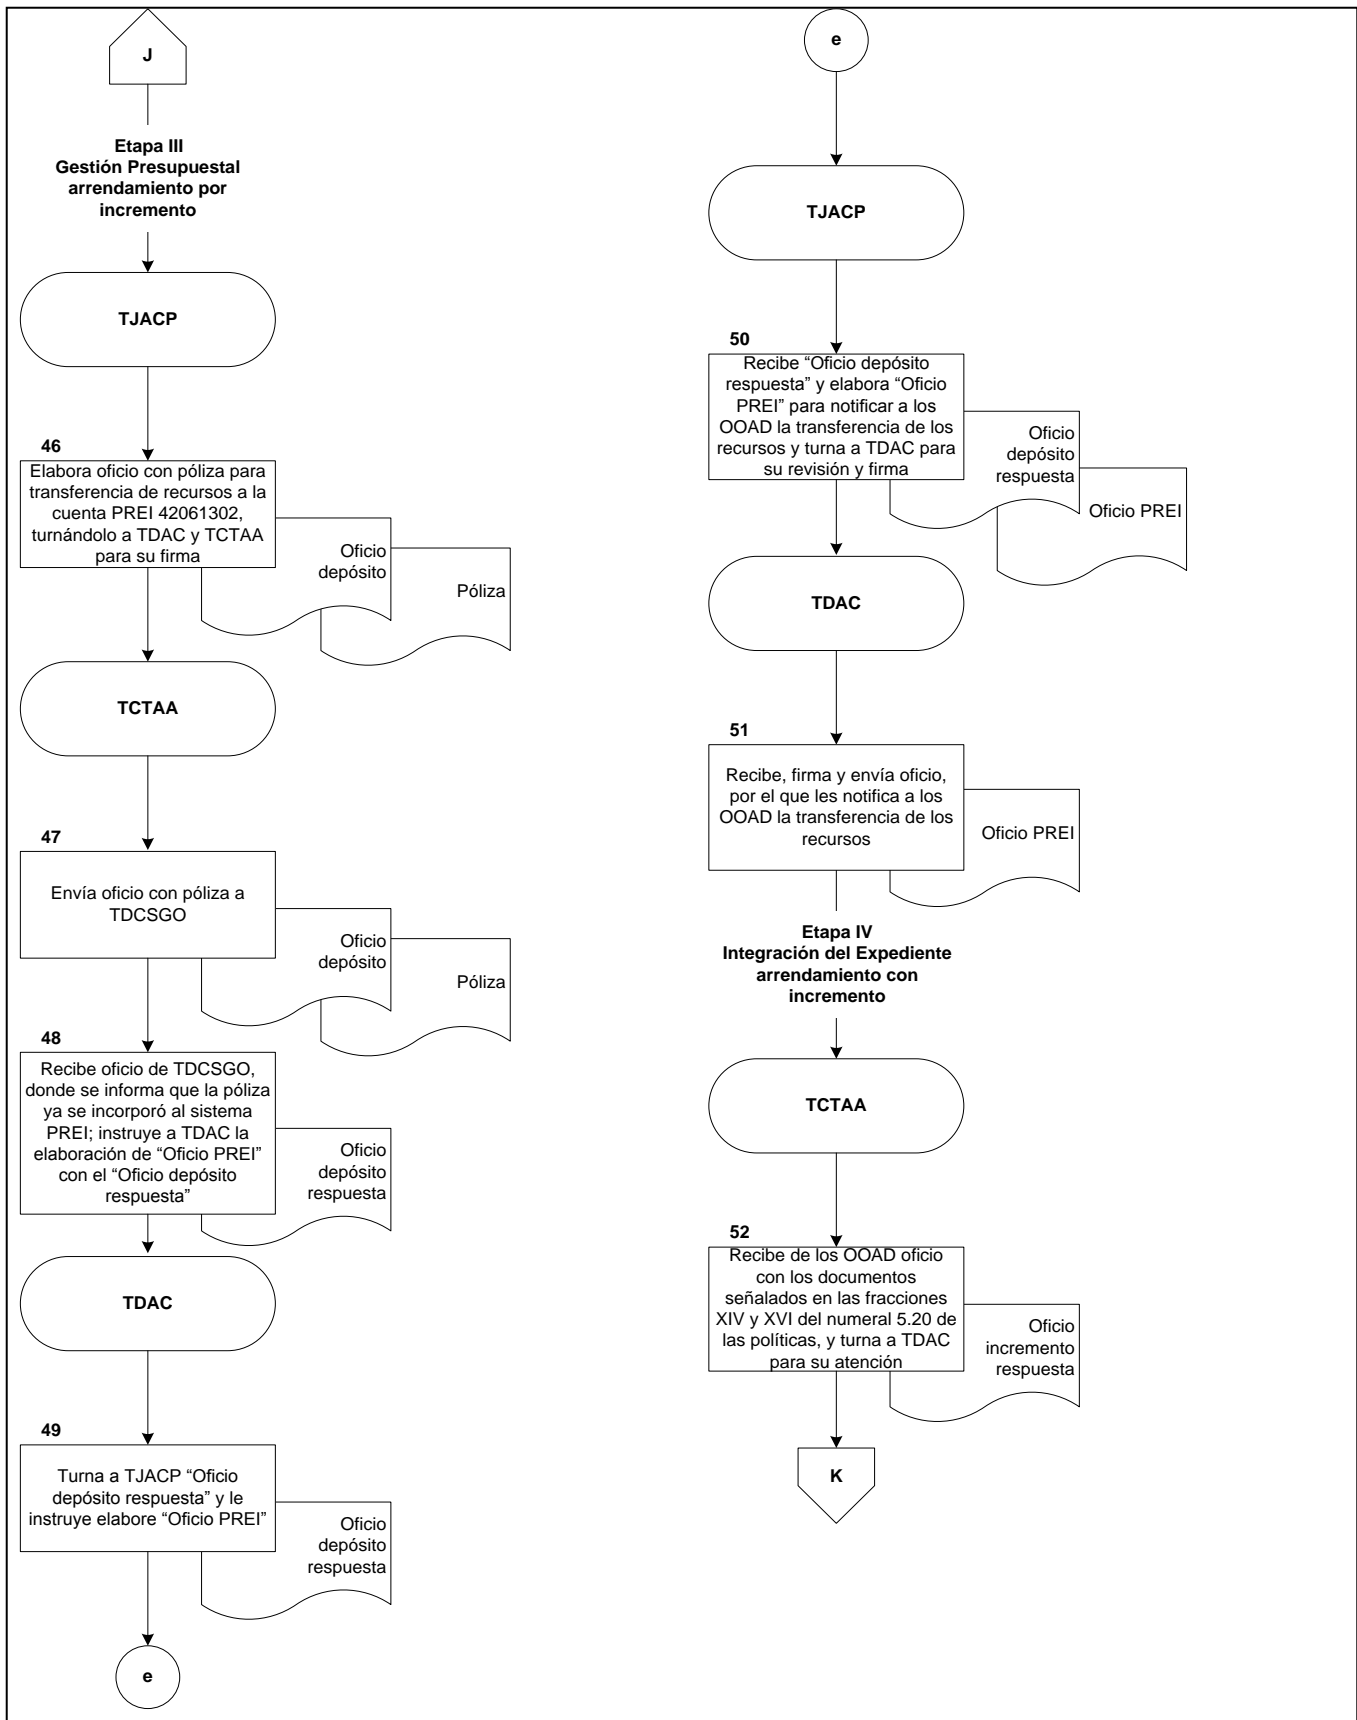 J
Etapa III
Gestión Presupuestal
arrendamiento por
incremento
TJACP
46
Elabora oficio con póliza para
transferencia de recursos a la
cuenta PREI 42061302,
turnándolo a TDAC y TCTAA
para su firma
Oficio
depósito
Póliza
TCTAA
47
Envía oficio con póliza a
TDCSGO
Oficio
depósito
Póliza
48
Recibe oficio de TDCSGO,
donde se informa que la póliza
ya se incorporó al sistema
PREI; instruye a TDAC la
elaboración de “Oficio PREI”
con el “Oficio depósito
respuesta”
Oficio
depósito
respuesta
TDAC
49
Turna a TJACP “Oficio
depósito respuesta” y le
instruye elabore “Oficio PREI”
Oficio
depósito
respuesta
e
e
TJACP
50
Recibe “Oficio depósito
respuesta” y elabora “Oficio
PREI” para notificar a los
OOAD la transferencia de los
recursos y turna a TDAC para
su revisión y firma
Oficio
depósito
respuesta
Oficio PREI
TDAC
51
Recibe, firma y envía oficio,
por el que les notifica a los
OOAD la transferencia de los
recursos
Oficio PREI
Etapa IV
Integración del Expediente
arrendamiento con
incremento
TCTAA
52
Recibe de los OOAD oficio
con los documentos
señalados en las fracciones
XIV y XVI del numeral 5.20 de
las políticas, y turna a TDAC
para su atención
Oficio
incremento
respuesta
K